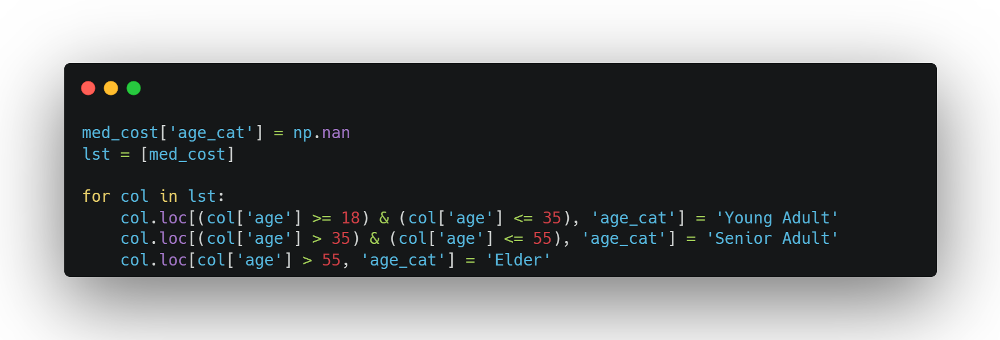 med_cost['age_cat'] = np.nan
lst = [med_cost]

for col in lst:
    col.loc[(col['age'] >= 18) & (col['age'] <= 35), 'age_cat'] = 'Young Adult'
    col.loc[(col['age'] > 35) & (col['age'] <= 55), 'age_cat'] = 'Senior Adult'
    col.loc[col['age'] > 55, 'age_cat'] = 'Elder'